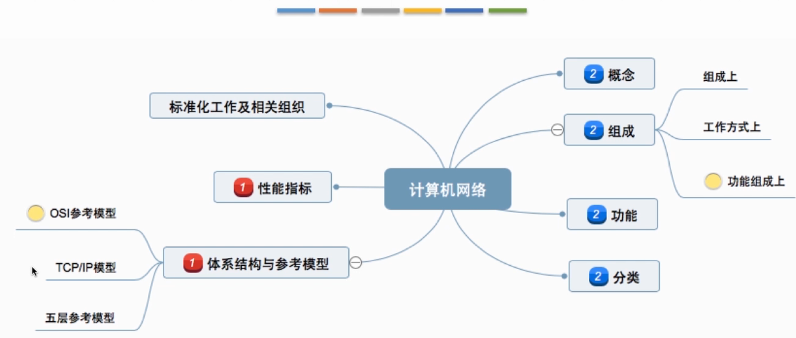 计算机网络
2 概念
2 组成
组成上
工作方式上
功能组成上
2 功能
2 分类
标准化工作及相关组织
1 性能指标
1 体系结构与参考模型
OSI参考模型
TCP/IP模型
五层参考模型